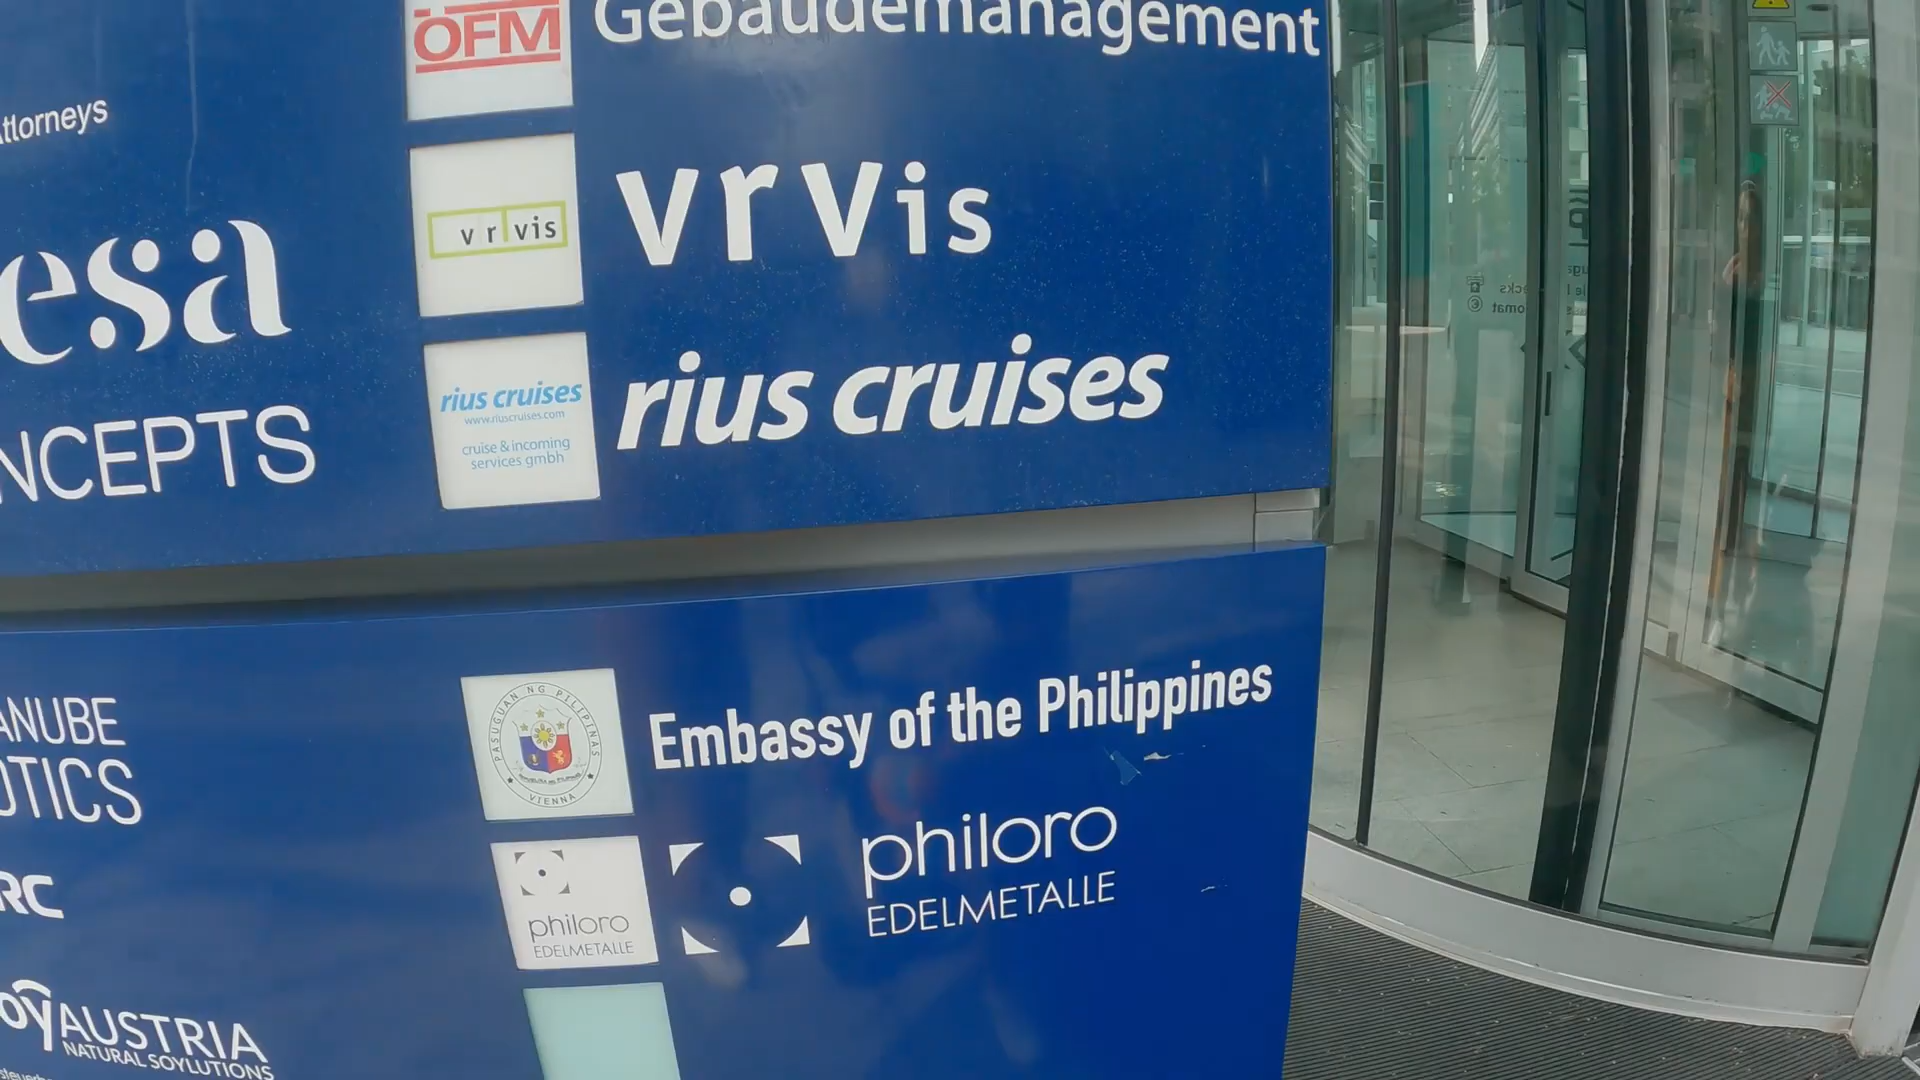 ÖFM
Gebäudemanagement
Attorneys
vrvis
vrvis
esa
rius cruises
www.riuscruises.com
cruise & incoming
services gmbh
rius cruises
NCEPTS
PASUGUAN NG PILIPINAS
VIENNA
Embassy of the Philippines
ANUBE
OTICS
philoro
EDELMETALLE
philoro
EDELMETALLE
RC
oy AUSTRIA
NATURAL SOYLUTIONS